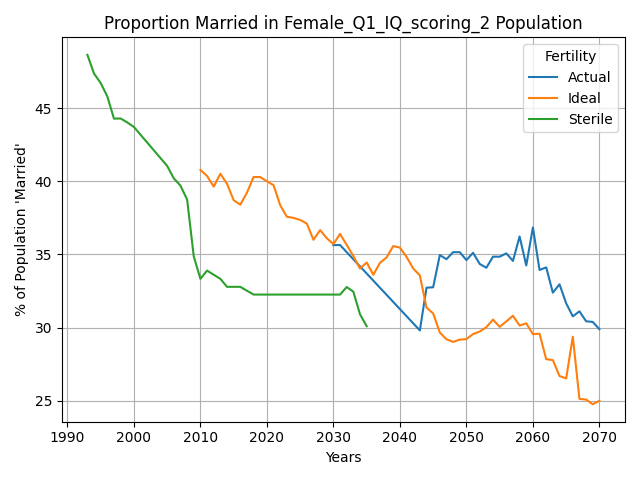 Proportion Married in Female_Q1_IQ_scoring_2 Population
% of Population 'Married'
45
40
35
30
25
Fertility
Actual
Ideal
Sterile
1990 2000 2010 2020 2030 2040 2050 2060 2070
Years